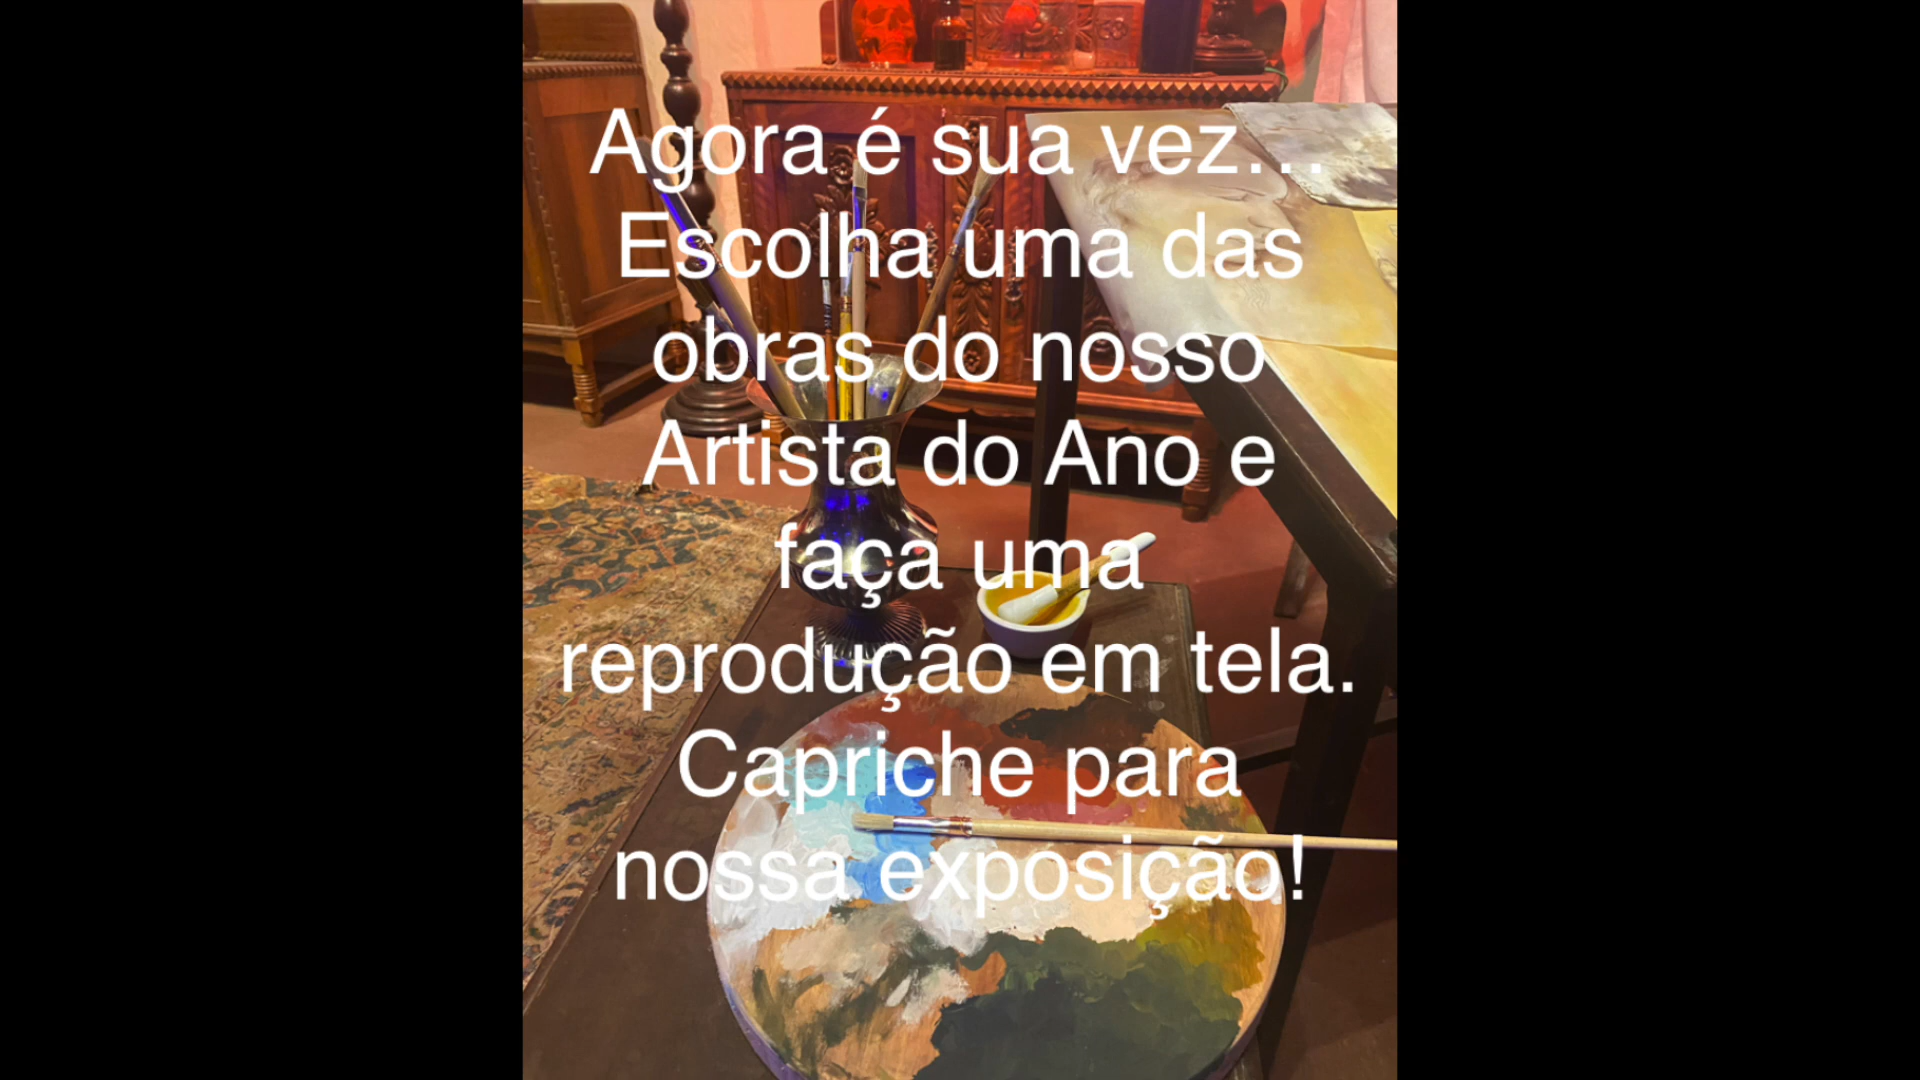 Agora é sua vez...
Escolha uma das
obras do nosso
Artista do Ano e
faça uma
reprodução em tela.
Capriche para
nossa exposição!